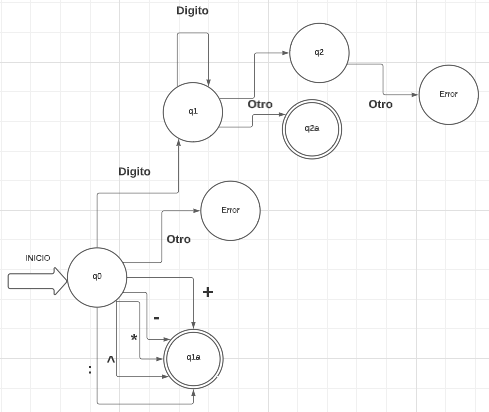 Digito
q2
Error
q1
Otro
Otro
q2a
Digito
Error
Otro
INICIO
q0
+
-
*
^
q1a
: